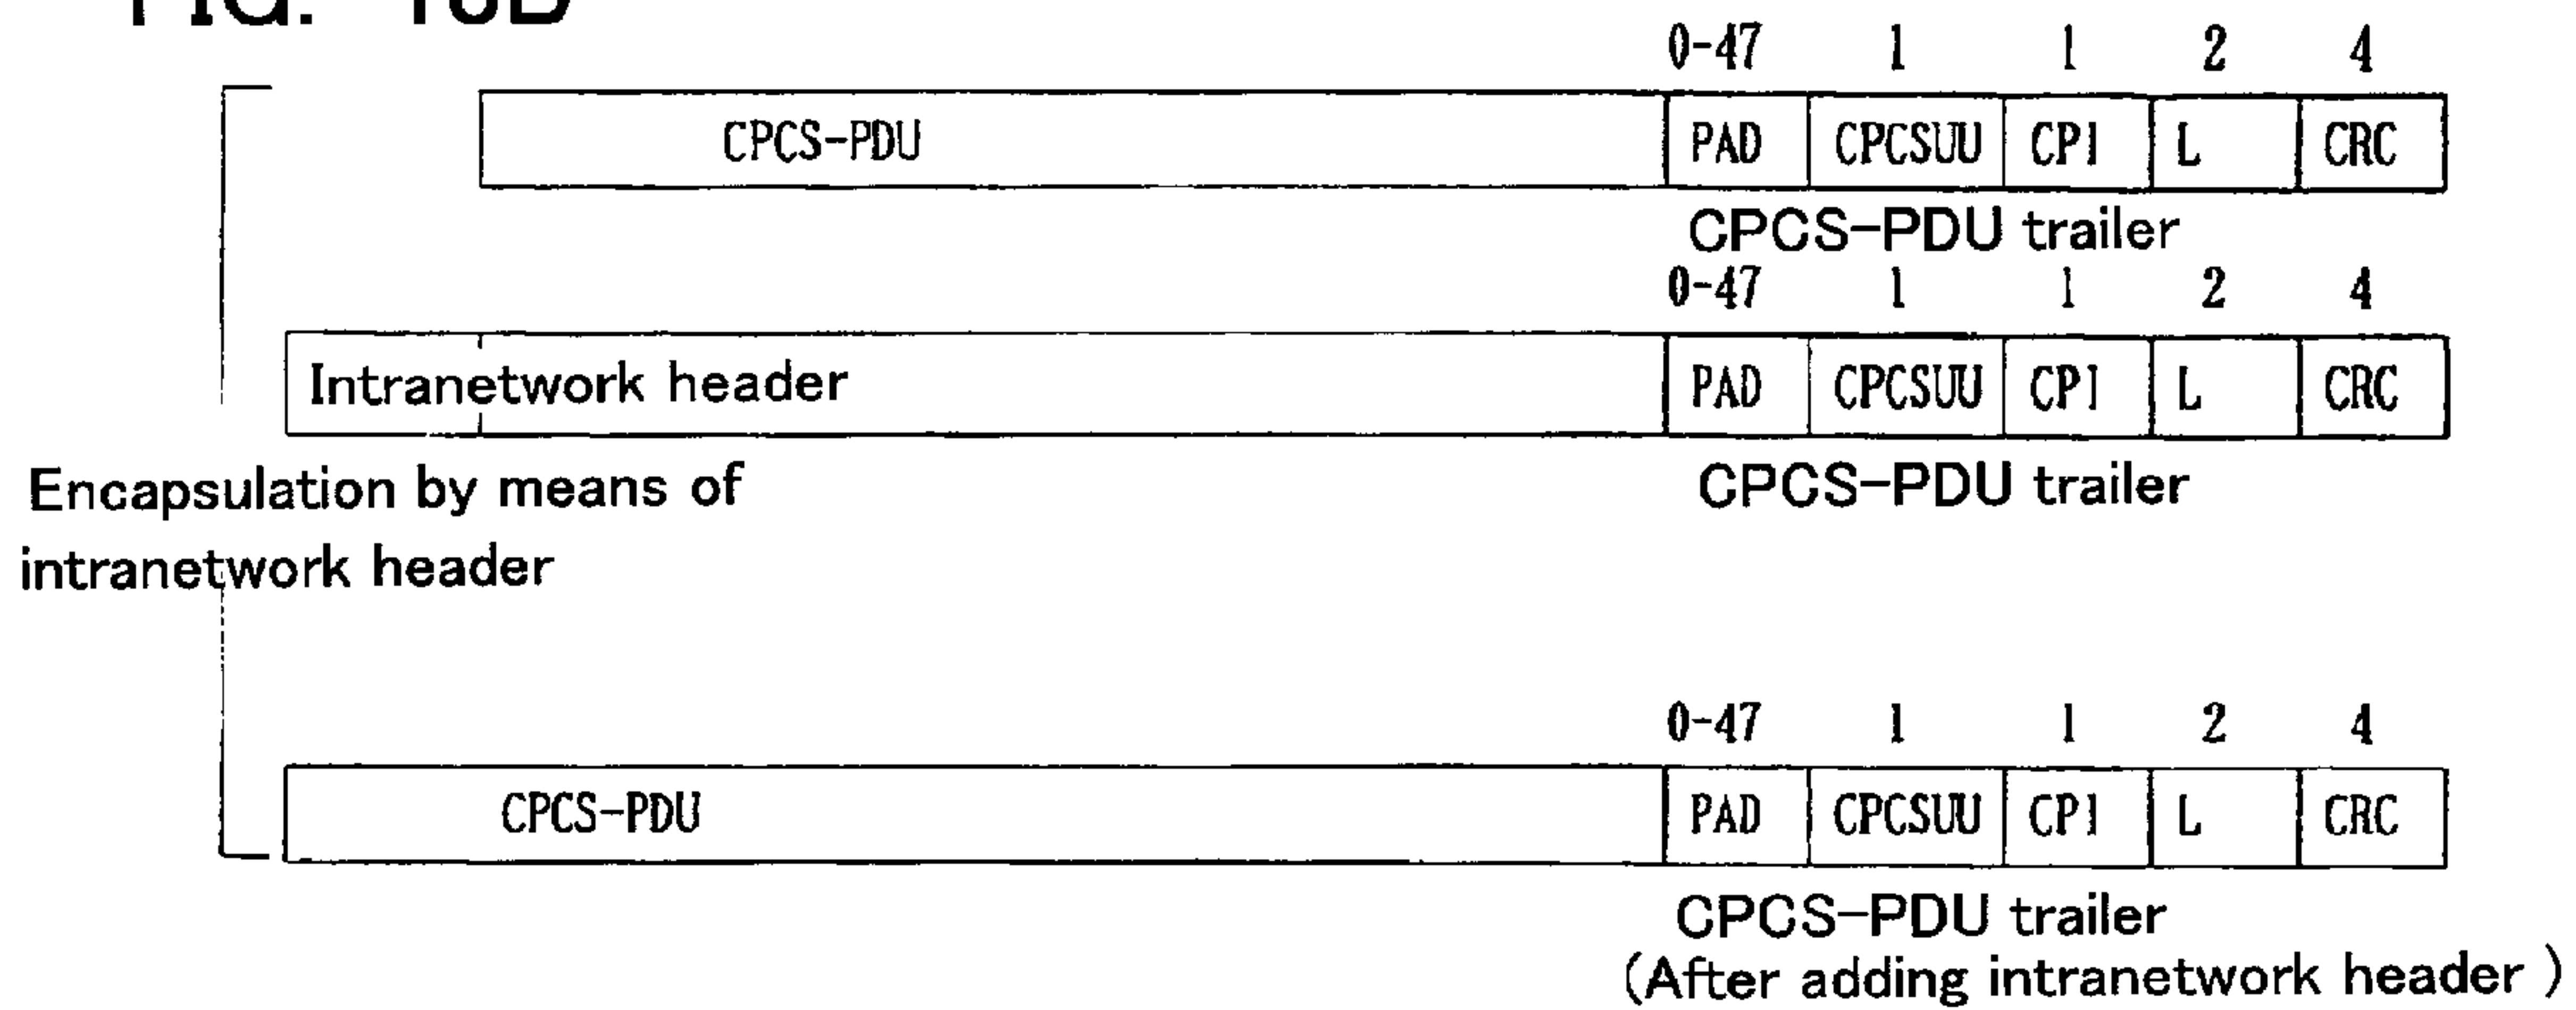 FIG.
0-47 1 1 2 4
CPCS-PDU PAD CPCSUU CPI L CRC
CPCS-PDU trailer
0-47 1 1 2 4
Intranetwork header PAD CPCSUU CPI L CRC
Encapsulation by means of
intranetwork header
CPCS-PDU trailer
0-47 1 1 2 4
CPCS-PDU PAD CPCSUU CPI L CRC
CPCS-PDU trailer
(After adding intranetwork header )